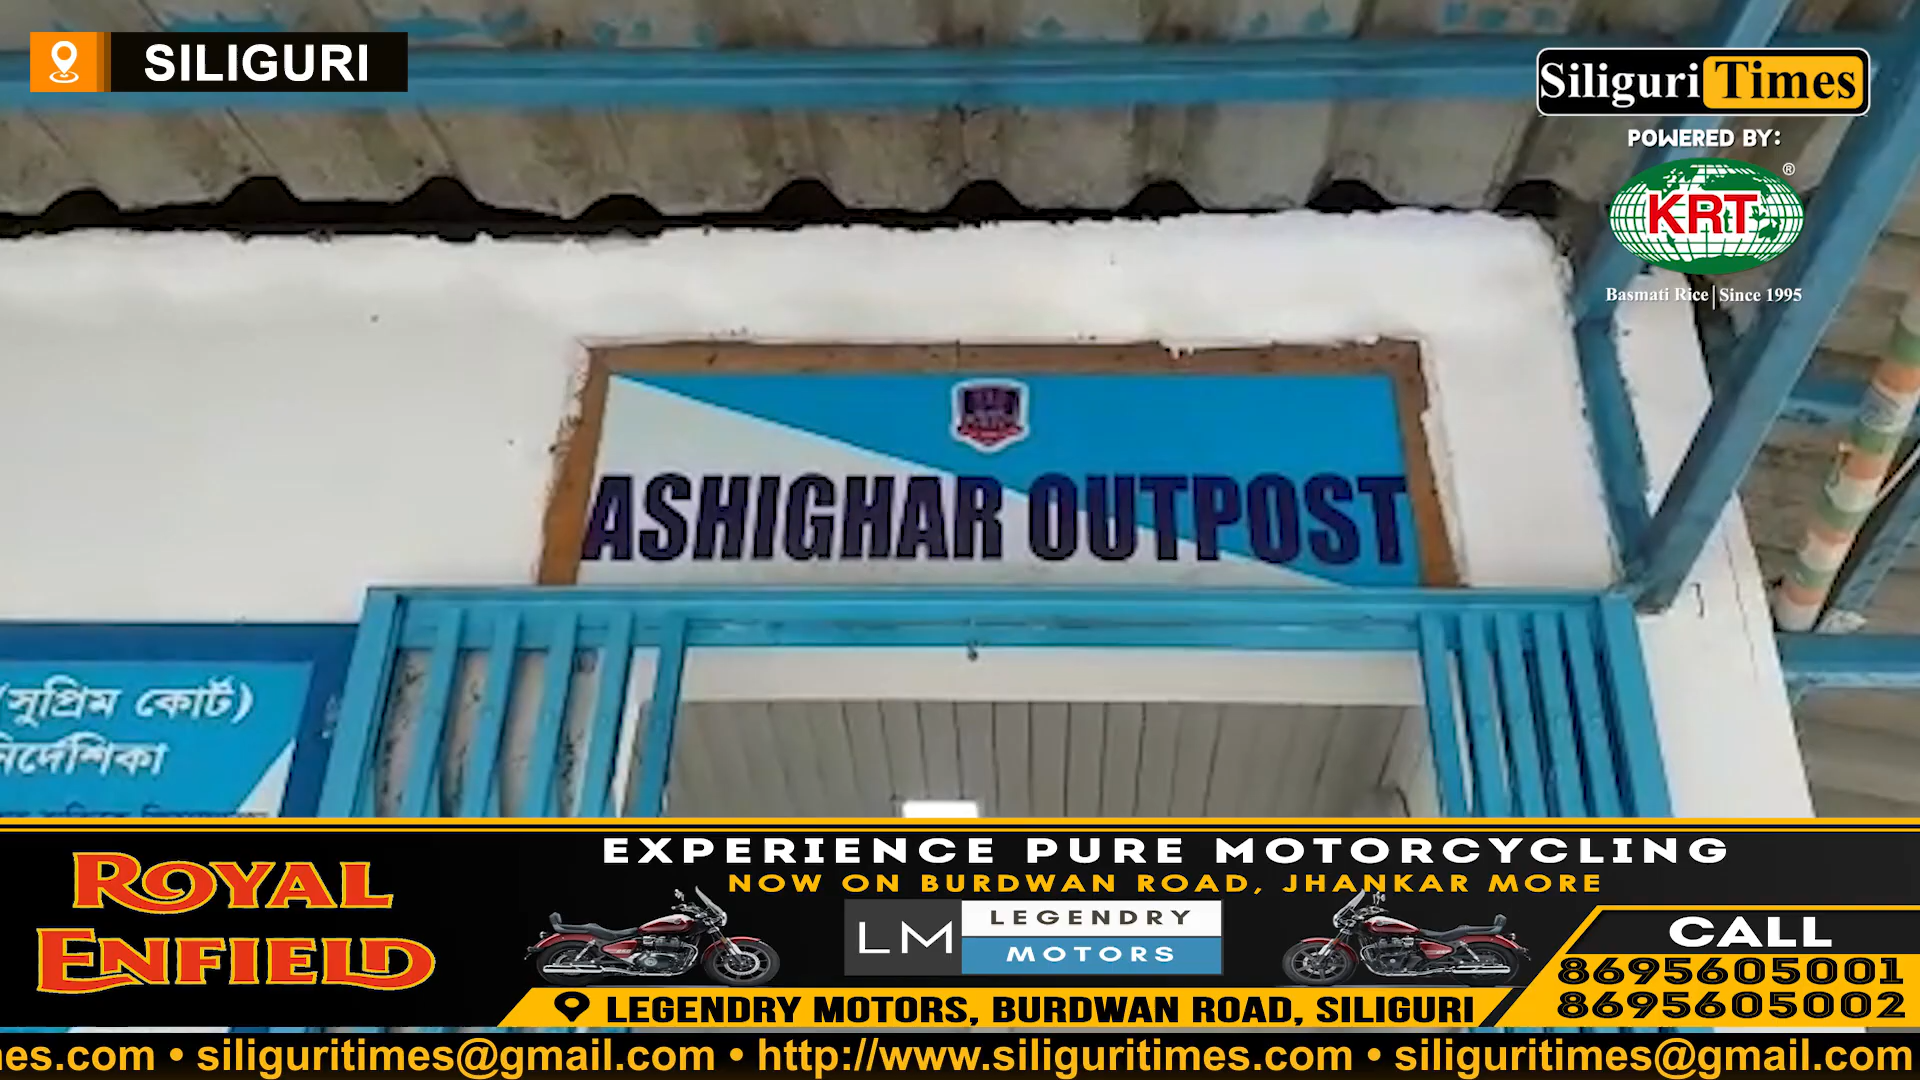 SILIGURI
Siliguri Times
POWERED BY:
KRT®
Basmati Rice | Since 1995
ASHIGHAR OUTPOST
(সুপ্রিম কোর্ট)
নির্দেশিকা
ROYAL
ENFIELD
EXPERIENCE PURE MOTORCYCLING
NOW ON BURDWAN ROAD, JHANKAR MORE
LM LEGENDRY
MOTORS
LEGENDRY MOTORS, BURDWAN ROAD, SILIGURI
CALL
8695605001
8695605002
es.com • siliguritimes@gmail.com • http://www.siliguritimes.com • siliguritimes@gmail.com